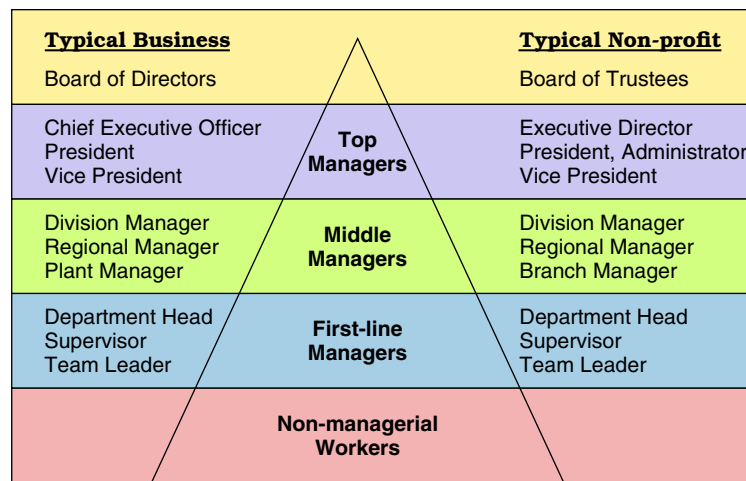 Typical Business
Typical Non-profit
Board of Directors
Board of Trustees
Chief Executive Officer
President
Vice President
Top
Managers
Executive Director
President, Administrator
Vice President
Division Manager
Regional Manager
Plant Manager
Middle
Managers
Division Manager
Regional Manager
Branch Manager
Department Head
Supervisor
Team Leader
First-line
Managers
Department Head
Supervisor
Team Leader
Non-managerial
Workers